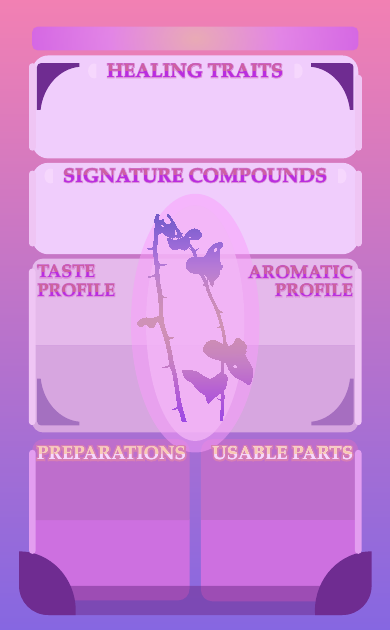 HEALING TRAITS
SIGNATURE COMPOUNDS
TASTE
PROFILE
AROMATIC
PROFILE
PREPARATIONS
USABLE PARTS